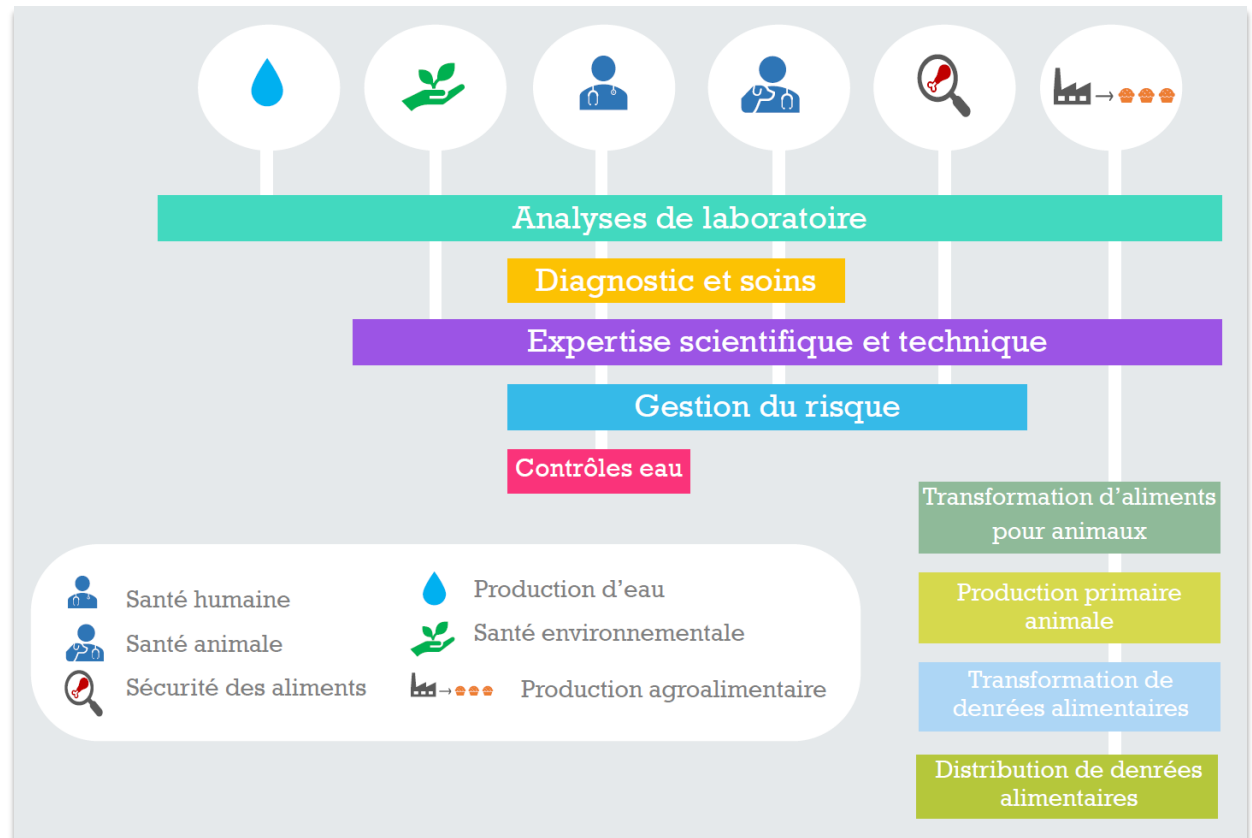 Analyses de laboratoire
Diagnostic et soins
Expertise scientifique et technique
Gestion du risque
Contrôles eau
Transformation d'aliments
pour animaux
Production primaire
animale
Transformation de
denrées alimentaires
Distribution de denrées
alimentaires
Santé humaine
Santé animale
Sécurité des aliments
Production d'eau
Santé environnementale
Production agroalimentaire